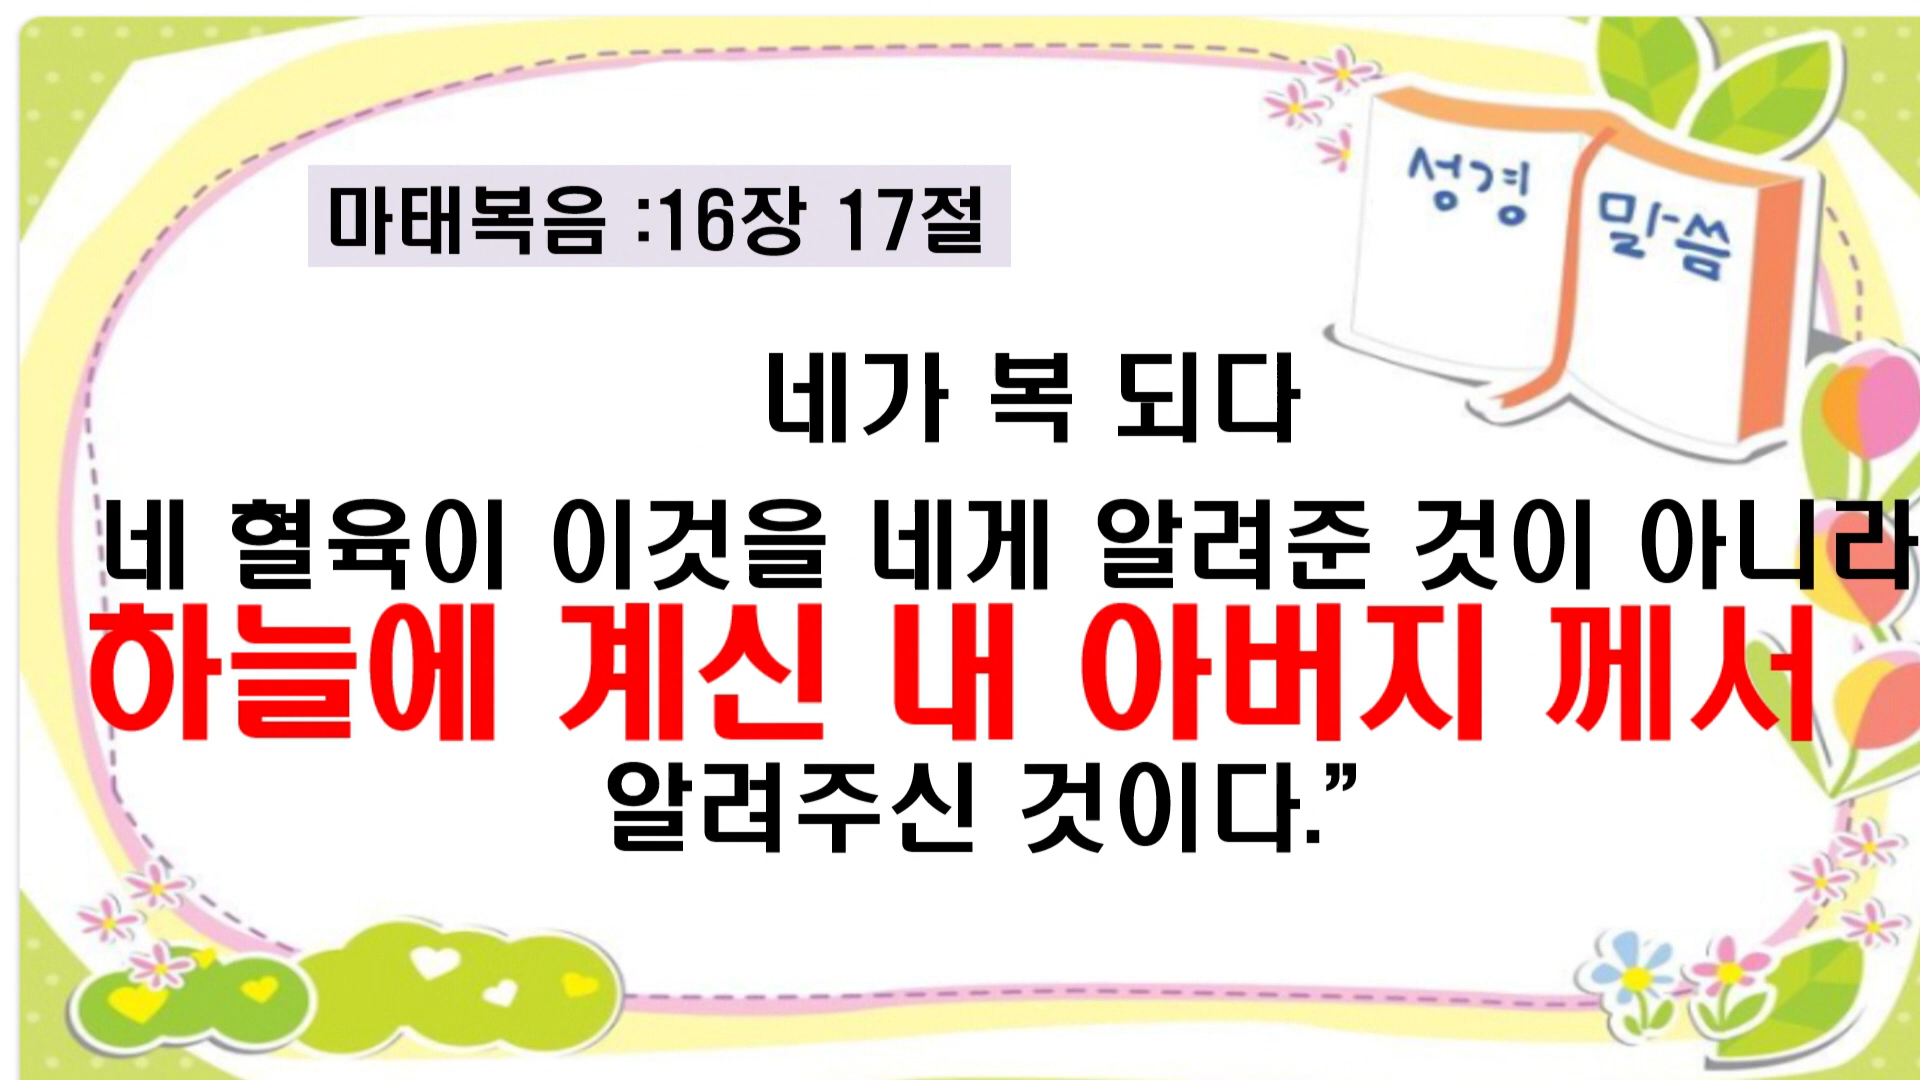 성경 말씀
마태복음 :16장 17절
네가 복 되다
네 혈육이 이것을 네게 알려준 것이 아니라
하늘에 계신 내 아버지 께서
알려주신 것이다.”